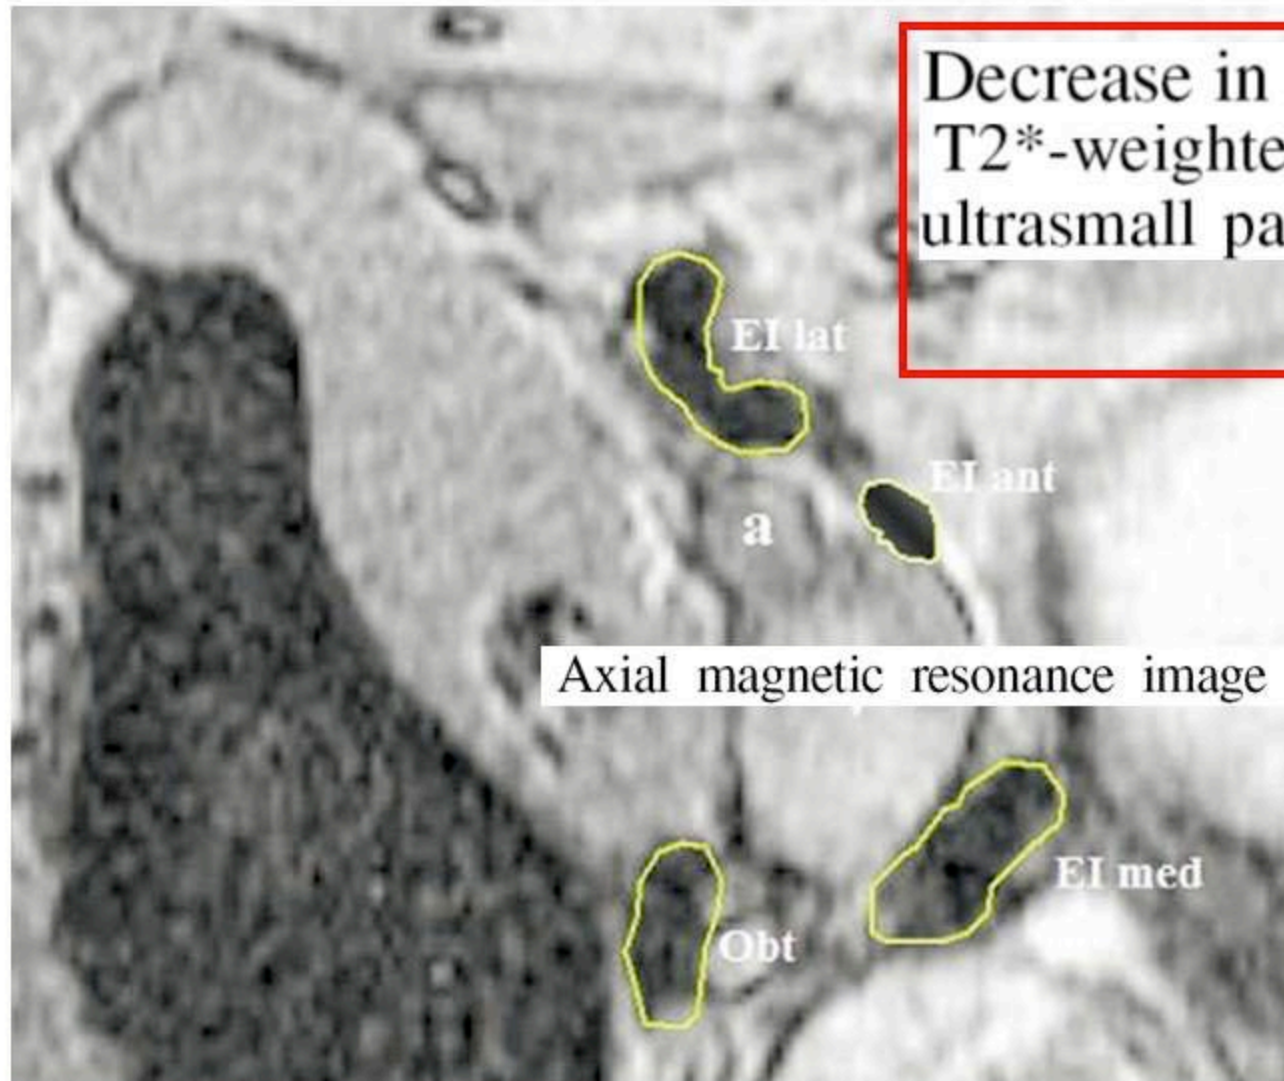 Decrease in
T2*-weighte
ultrasmall pa
EI lat
EI ant
a
Axial magnetic resonance image
EI med
Obt